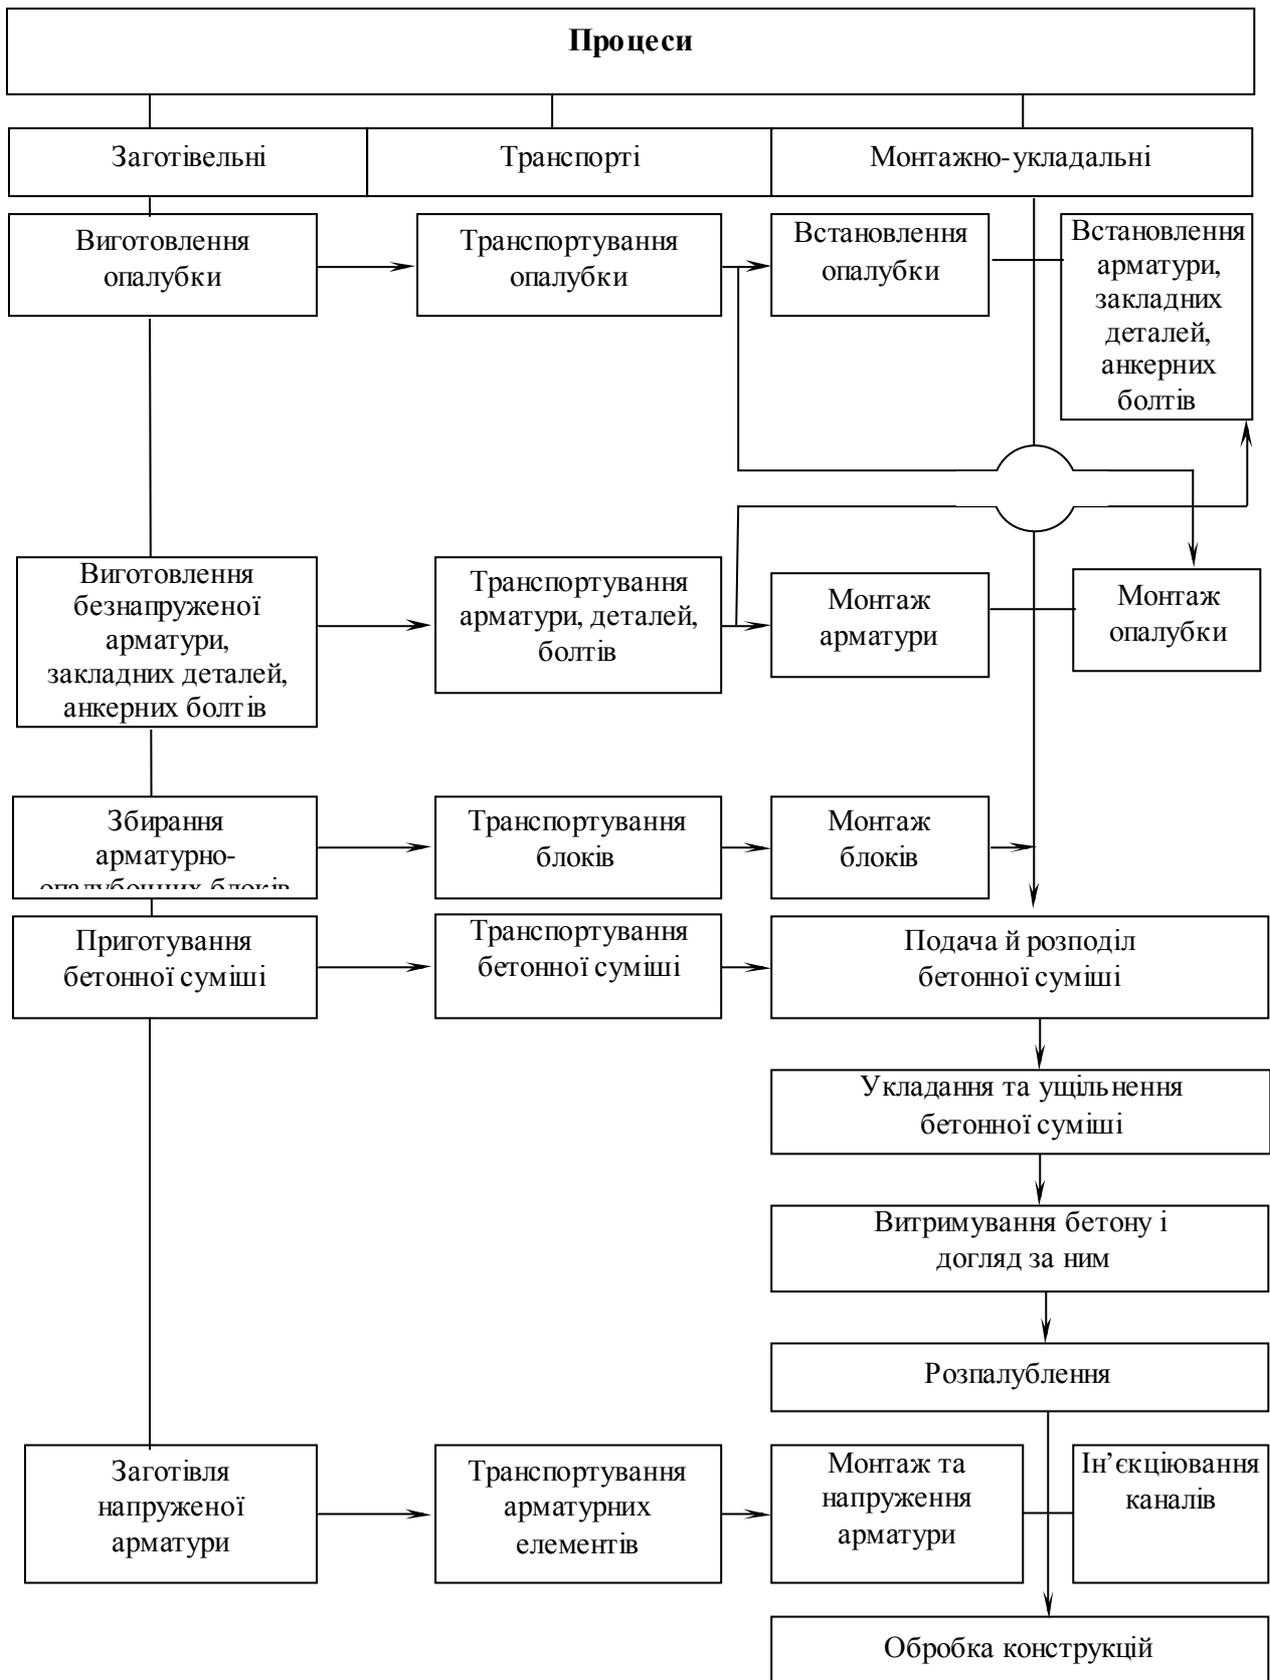 Процеси
Заготівельні
Транспорті
Монтажно-укладальні
Виготовлення
опалубки
Транспортування
опалубки
Встановлення
опалубки
Встановлення
арматури,
закладних
деталей,
анкерних
болтів
Виготовлення
безнапруженої
арматури,
закладних деталей,
анкерних болтів
Транспортування
арматури, деталей,
болтів
Монтаж
арматури
Монтаж
опалубки
Збирання
арматурно-
опалубочних блоків
Транспортування
блоків
Монтаж
блоків
Приготування
бетонної суміші
Транспортування
бетонної суміші
Подача й розподіл
бетонної суміші
Укладання та ущільнення
бетонної суміші
Витримування бетону і
догляд за ним
Розпалублення
Заготівля
напруженої
арматури
Транспортування
арматурних
елементів
Монтаж та
напруження
арматури
Ін’єкціювання
каналів
Обробка конструкцій